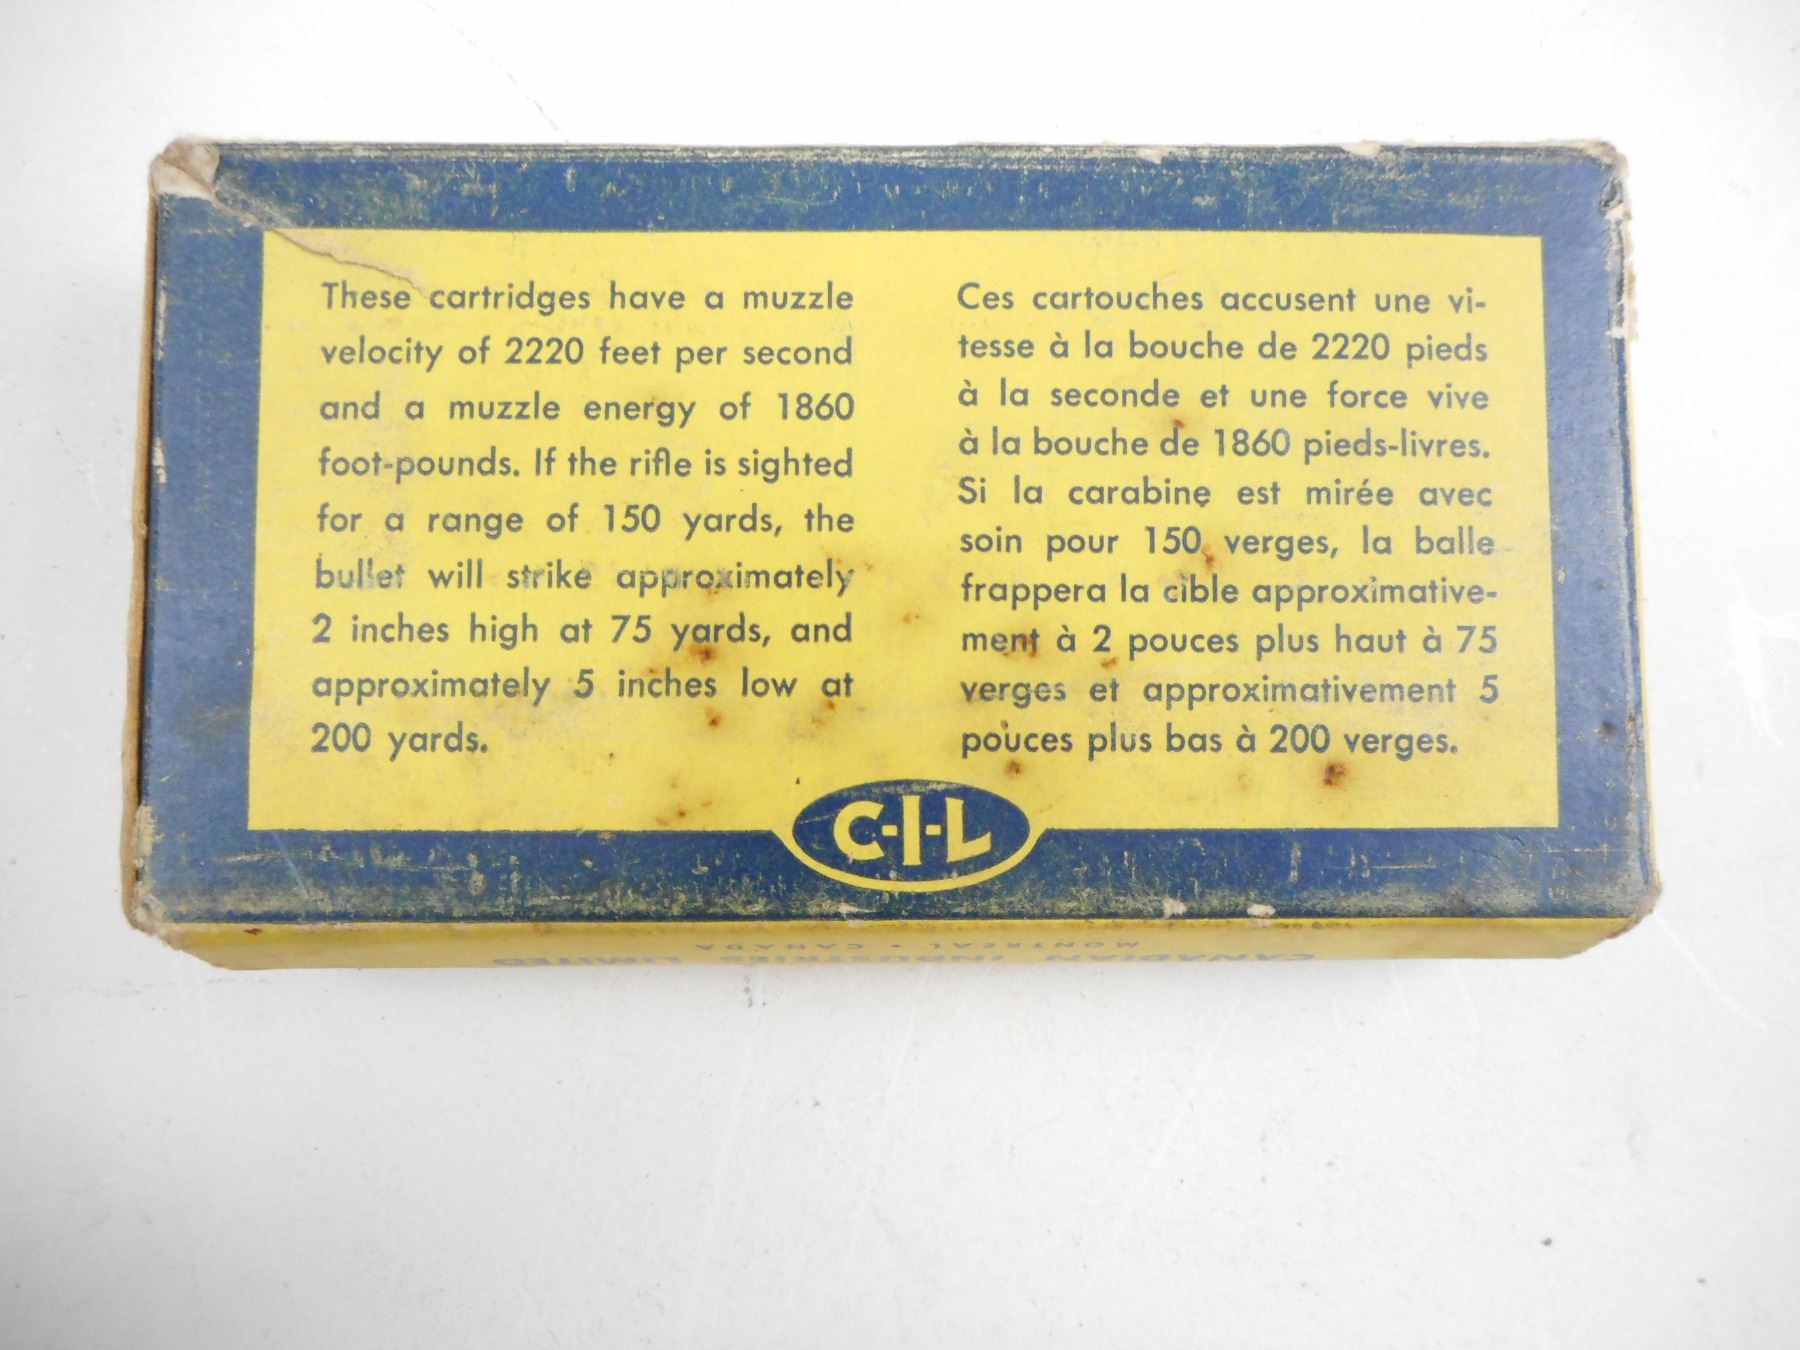 These cartridges have a muzzle
velocity of 2220 feet per second
and a muzzle energy of 1860
foot-pounds. If the rifle is sighted
for a range of 150 yards, the
bullet will strike approximately
2 inches high at 75 yards, and
approximately 5 inches low at
200 yards.
Ces cartouches accusent une vi-
tesse à la bouche de 2220 pieds
à la seconde et une force vive
à la bouche de 1860 pieds-livres.
Si la carabine est mirée avec
soin pour 150 verges, la balle
frappera la cible approximative-
ment à 2 pouces plus haut à 75
verges et approximativement 5
pouces plus bas à 200 verges.
C-I-L
CANADIAN INDUSTRIES LIMITED
MONTREAL • CANADA